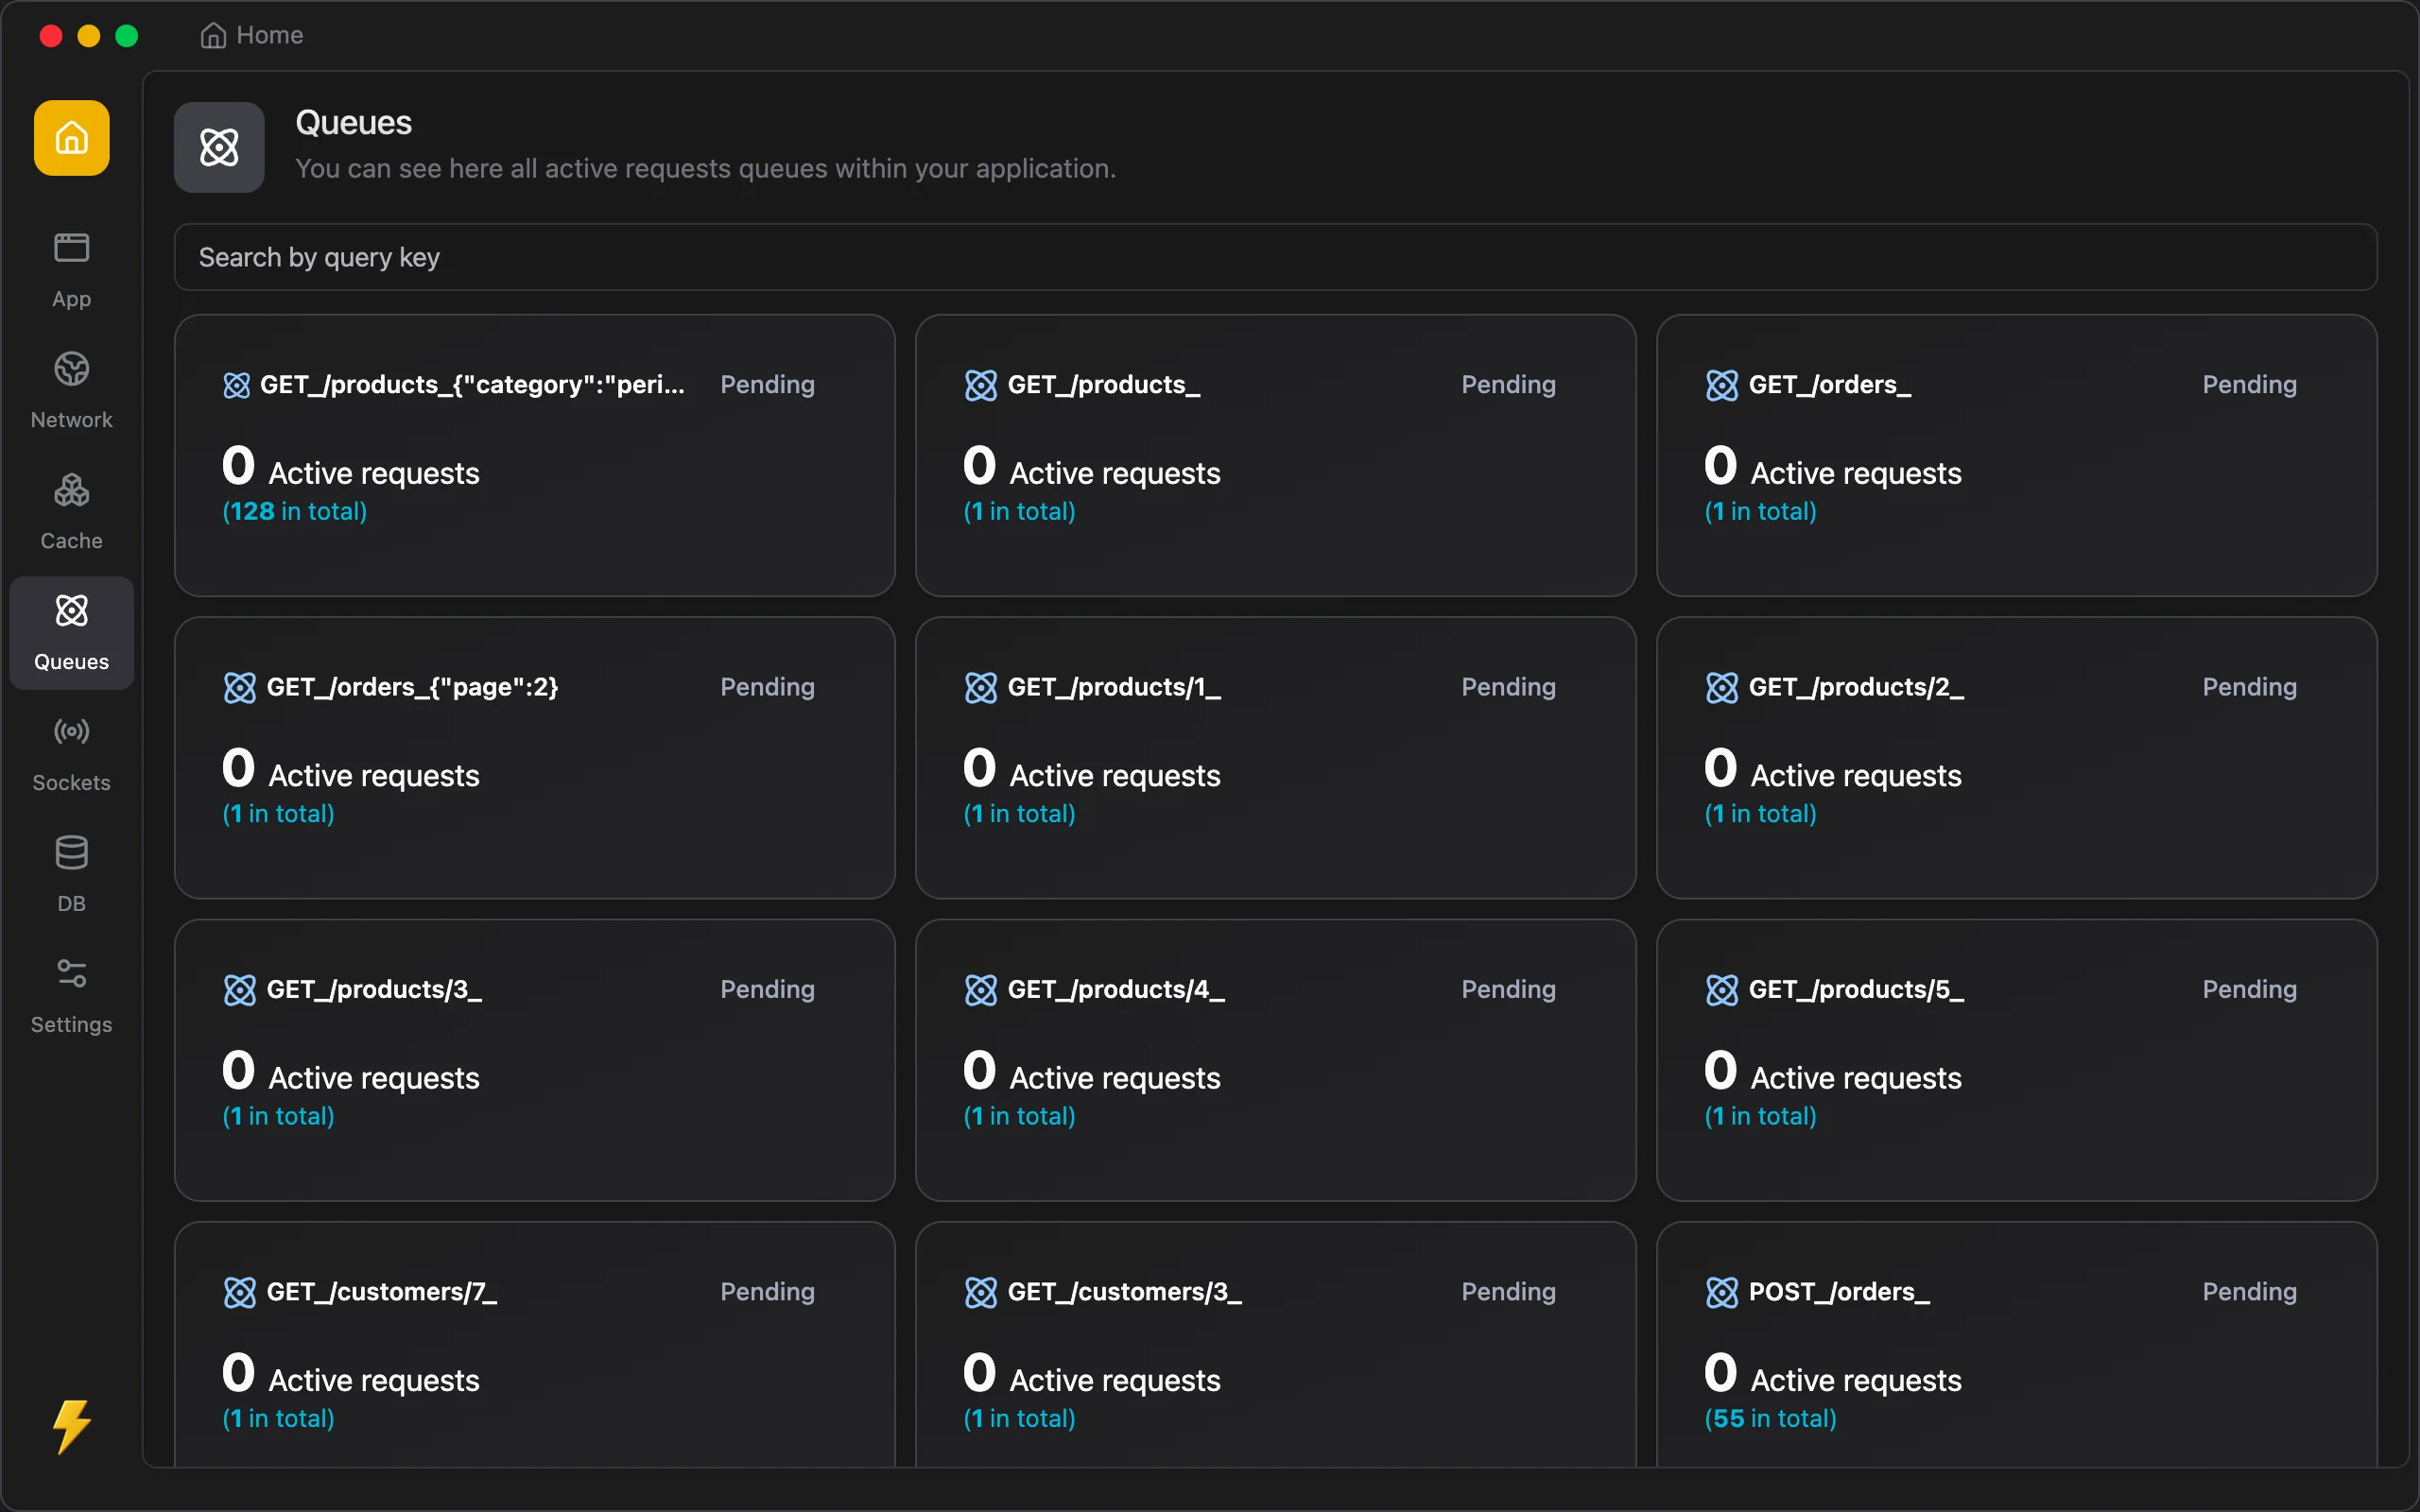 Home
Queues
You can see here all active requests queues within your application.
Search by query key
App
Network
Cache
Queues
Sockets
DB
Settings
GET_/products_{"category":"peri... Pending
0 Active requests
(128 in total)
GET_/products_ Pending
0 Active requests
(1 in total)
GET_/orders_ Pending
0 Active requests
(1 in total)
GET_/orders_{"page":2} Pending
0 Active requests
(1 in total)
GET_/products/1_ Pending
0 Active requests
(1 in total)
GET_/products/2_ Pending
0 Active requests
(1 in total)
GET_/products/3_ Pending
0 Active requests
(1 in total)
GET_/products/4_ Pending
0 Active requests
(1 in total)
GET_/products/5_ Pending
0 Active requests
(1 in total)
GET_/customers/7_ Pending
0 Active requests
(1 in total)
GET_/customers/3_ Pending
0 Active requests
(1 in total)
POST_/orders_ Pending
0 Active requests
(55 in total)